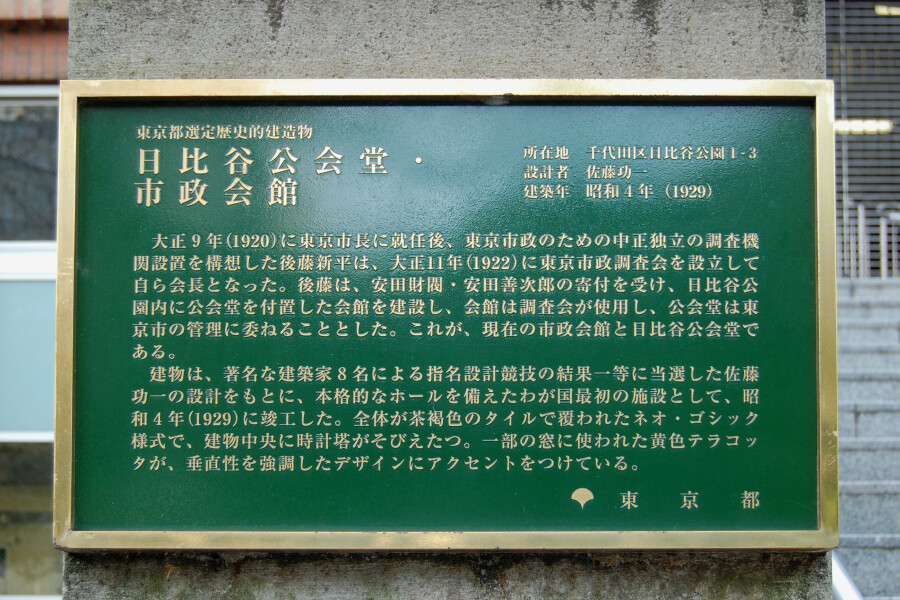 東京都選定歴史的建造物
日比谷公会堂・
市政会館
所在地 千代田区日比谷公園1-3
設計者 佐藤功一
建築年 昭和4年(1929)
大正9年(1920)に東京市長に就任後、東京市政のための中正独立の調査機
関設置を構想した後藤新平は、大正11年(1922)に東京市政調査会を設立して
自ら会長となった。後藤は、安田財閥・安田善次郎の寄付を受け、日比谷公
園内に公会堂を付置した会館を建設し、会館は調査会が使用し、公会堂は東
京市の管理に委ねることとした。これが、現在の市政会館と日比谷公会堂で
ある。
建物は、著名な建築家8名による指名設計競技の結果一等に当選した佐藤
功一の設計をもとに、本格的なホールを備えたわが国最初の施設として、昭
和4年(1929)に竣工した。全体が茶褐色のタイルで覆われたネオ・ゴシック
様式で、建物中央に時計塔がそびえたつ。一部の窓に使われた黄色テラコッ
タが、垂直性を強調したデザインにアクセントをつけている。
東京都